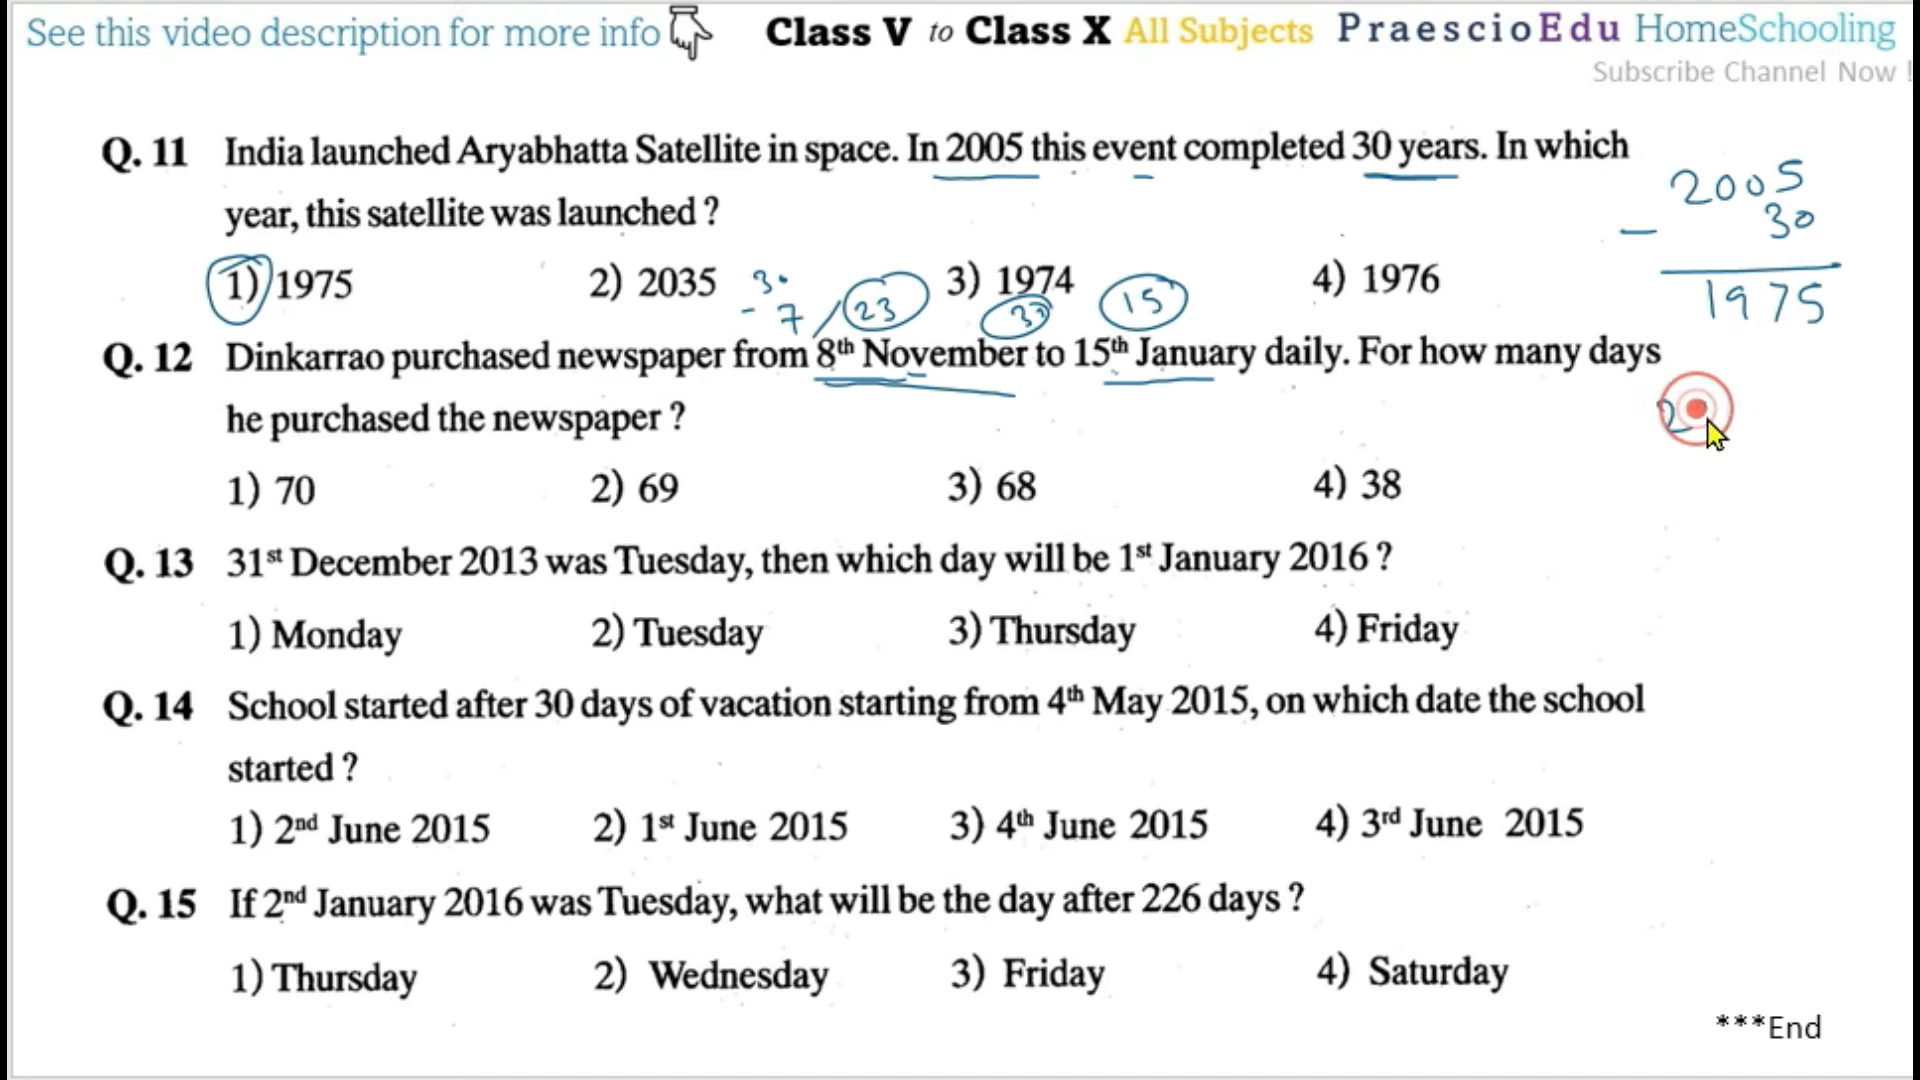 See this video description for more info Class V to Class X All Subjects PraescioEdu HomeSchooling
Subscribe Channel Now !
Q. 11 India launched Aryabhatta Satellite in space. In 2005 this event completed 30 years. In which
year, this satellite was launched ?
2005
- 30
1975
1) 1975 2) 2035 3) 1974 4) 1976
30
- 7 / 23 15
Q. 12 Dinkarrao purchased newspaper from 8th November to 15th January daily. For how many days
he purchased the newspaper ?
1) 70 2) 69 3) 68 4) 38
Q. 13 31st December 2013 was Tuesday, then which day will be 1st January 2016 ?
1) Monday 2) Tuesday 3) Thursday 4) Friday
Q. 14 School started after 30 days of vacation starting from 4th May 2015, on which date the school
started ?
1) 2nd June 2015 2) 1st June 2015 3) 4th June 2015 4) 3rd June 2015
Q. 15 If 2nd January 2016 was Tuesday, what will be the day after 226 days ?
1) Thursday 2) Wednesday 3) Friday 4) Saturday
***End